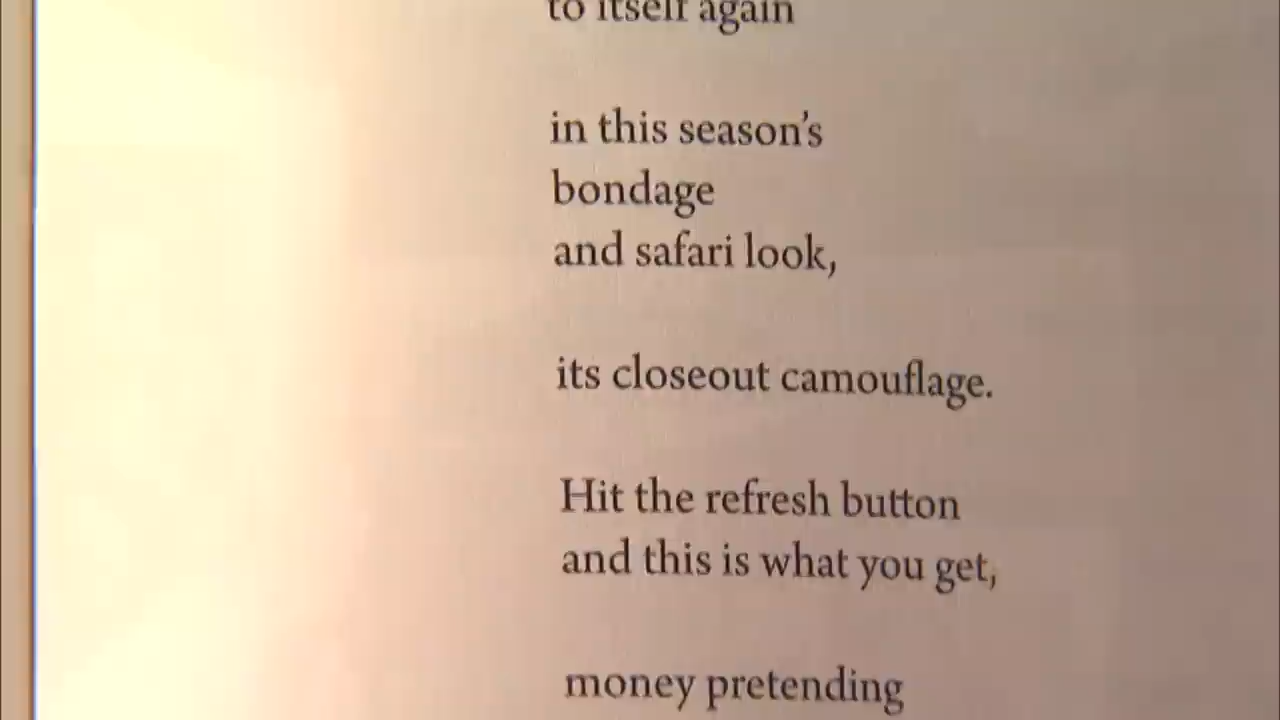 to itself again
in this season's
bondage
and safari look,
its closeout camouflage.
Hit the refresh button
and this is what you get,
money pretending